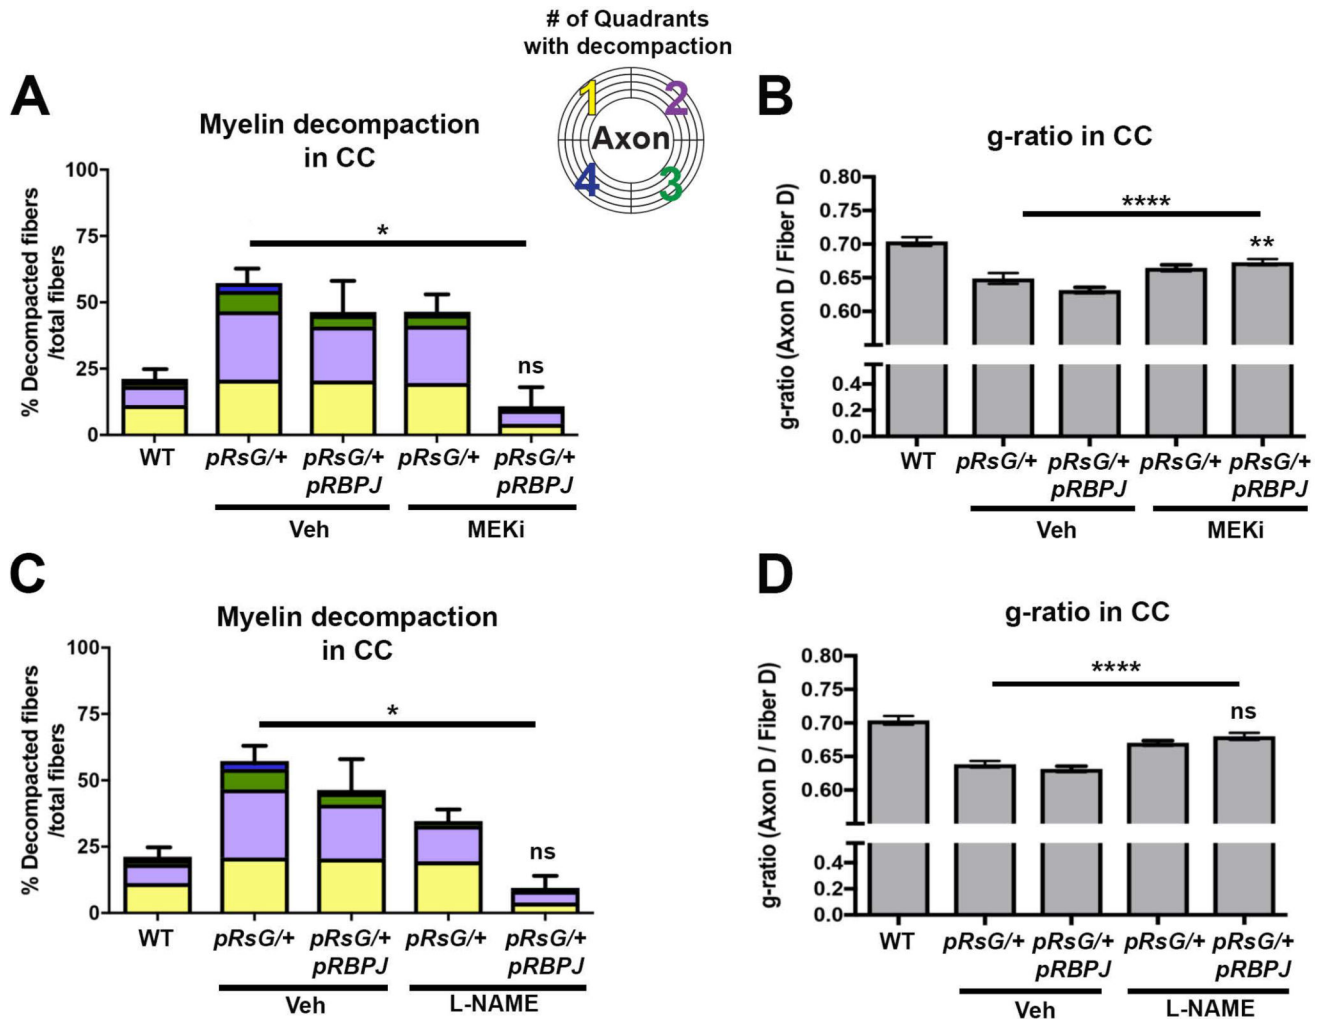 # of Quadrants
with decompaction
1
2
Axon
4
3
A
Myelin decompaction
in CC
% Decompacted fibers
/total fibers
100
75
50
25
0
*
ns
WT
pRsG/+
pRsG/+
pRBPJ
pRsG/+
pRsG/+
pRBPJ
Veh
MEKi
B
g-ratio in CC
g-ratio (Axon D / Fiber D)
0.80
0.75
0.70
0.65
0.60
0.4
0.2
0.0
****
**
WT
pRsG/+
pRsG/+
pRBPJ
pRsG/+
pRsG/+
pRBPJ
Veh
MEKi
C
Myelin decompaction
in CC
% Decompacted fibers
/total fibers
100
75
50
25
0
*
ns
WT
pRsG/+
pRsG/+
pRBPJ
pRsG/+
pRsG/+
pRBPJ
Veh
L-NAME
D
g-ratio in CC
g-ratio (Axon D / Fiber D)
0.80
0.75
0.70
0.65
0.60
0.4
0.2
0.0
****
ns
WT
pRsG/+
pRsG/+
pRBPJ
pRsG/+
pRsG/+
pRBPJ
Veh
L-NAME